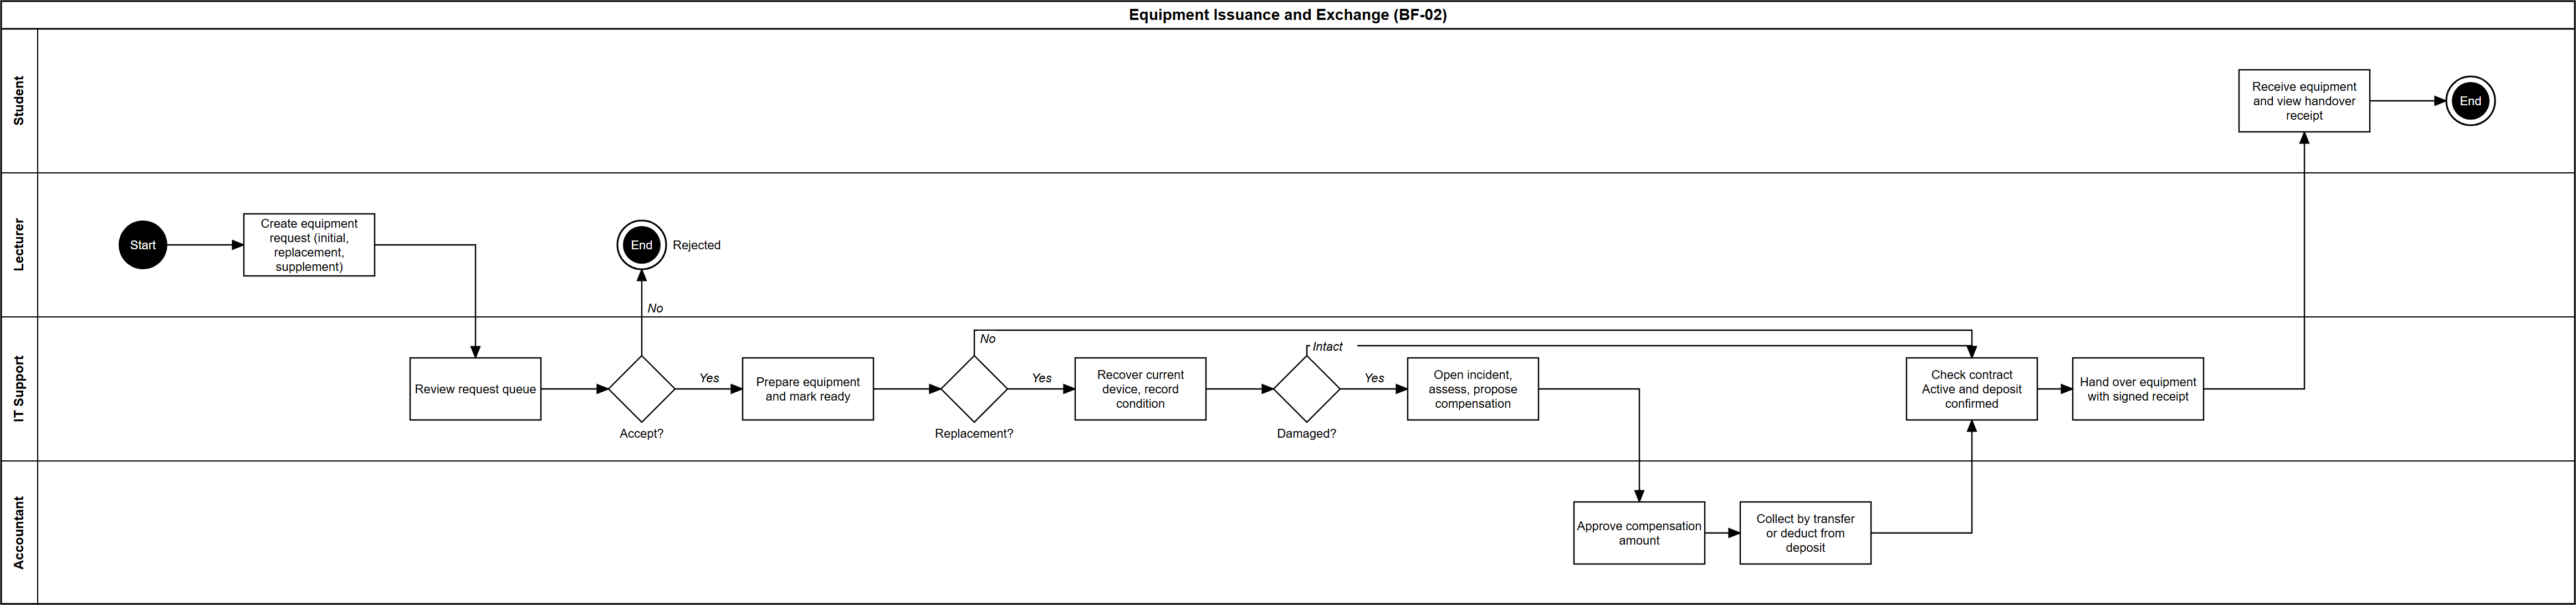 Equipment Issuance and Exchange (BF-02)
Student
Receive equipment
and view handover
receipt
End
Lecturer
Start
Create equipment
request (initial,
replacement,
supplement)
End
Rejected
No
IT Support
Review request queue
Accept?
Yes
Prepare equipment
and mark ready
No
Replacement?
Yes
Recover current
device, record
condition
Intact
Damaged?
Yes
Open incident,
assess, propose
compensation
Check contract
Active and deposit
confirmed
Hand over equipment
with signed receipt
Accountant
Approve compensation
amount
Collect by transfer
or deduct from
deposit